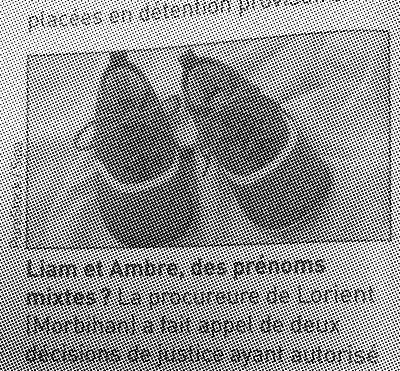 placées en détention provisoire
Liam et Ambre, des prénoms
mixtes ? La procureure de Lorient
(Morbihan) a fait appel de deux
décisions de justice ayant autorisé